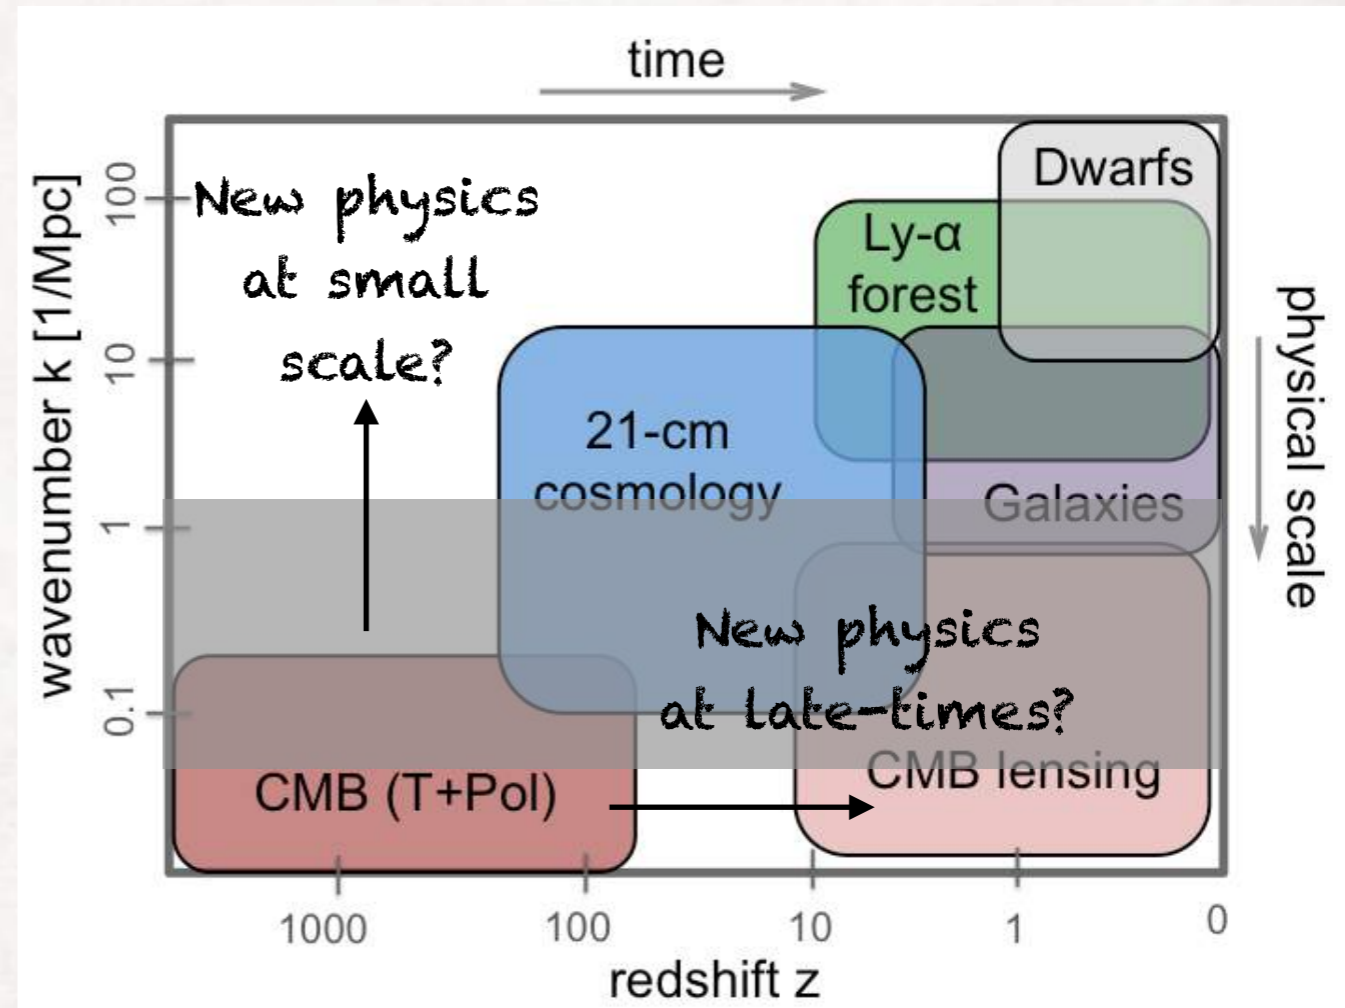 time
wavenumber k [1/Mpc]
100
10
1
0.1
New physics
at small
scale?
Dwarfs
Ly-α
forest
21-cm
cosmology
Galaxies
physical scale
New physics
at late-times?
CMB lensing
CMB (T+Pol)
1000
100
10
1
0
redshift z